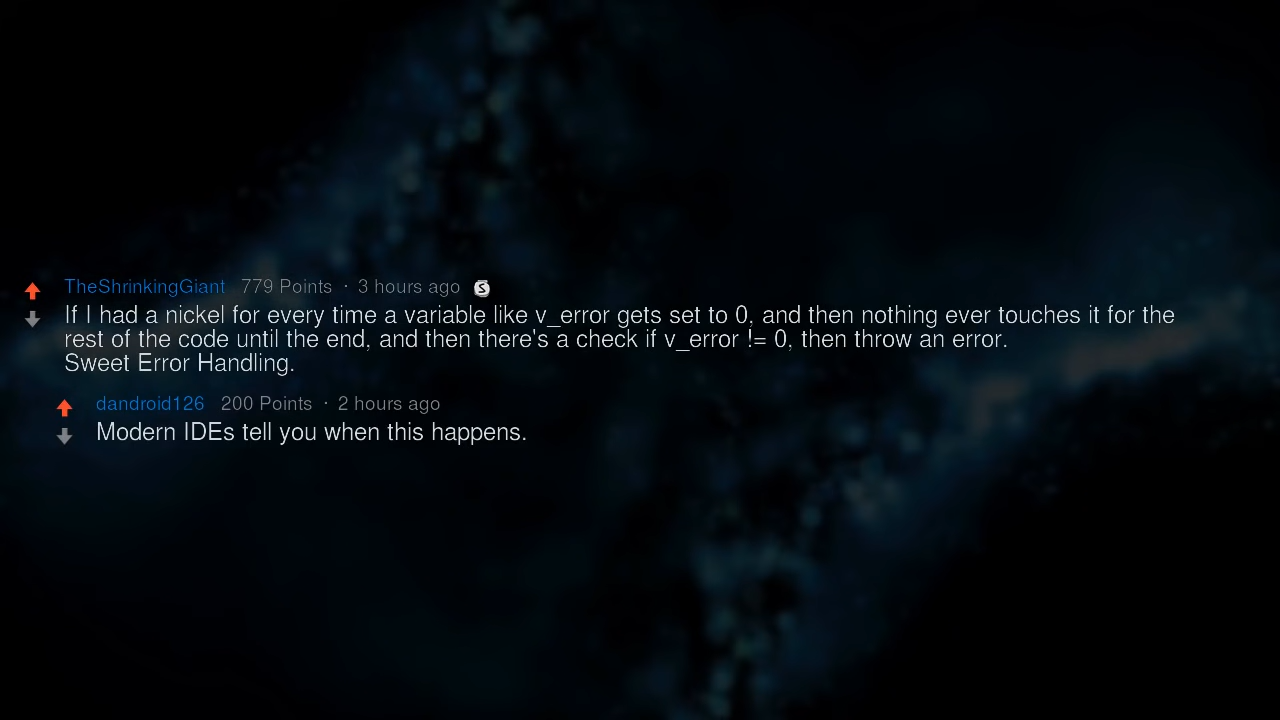 TheShrinkingGiant 779 Points · 3 hours ago S
If I had a nickel for every time a variable like v_error gets set to 0, and then nothing ever touches it for the
rest of the code until the end, and then there's a check if v_error != 0, then throw an error.
Sweet Error Handling.
dandroid126 200 Points · 2 hours ago
Modern IDEs tell you when this happens.